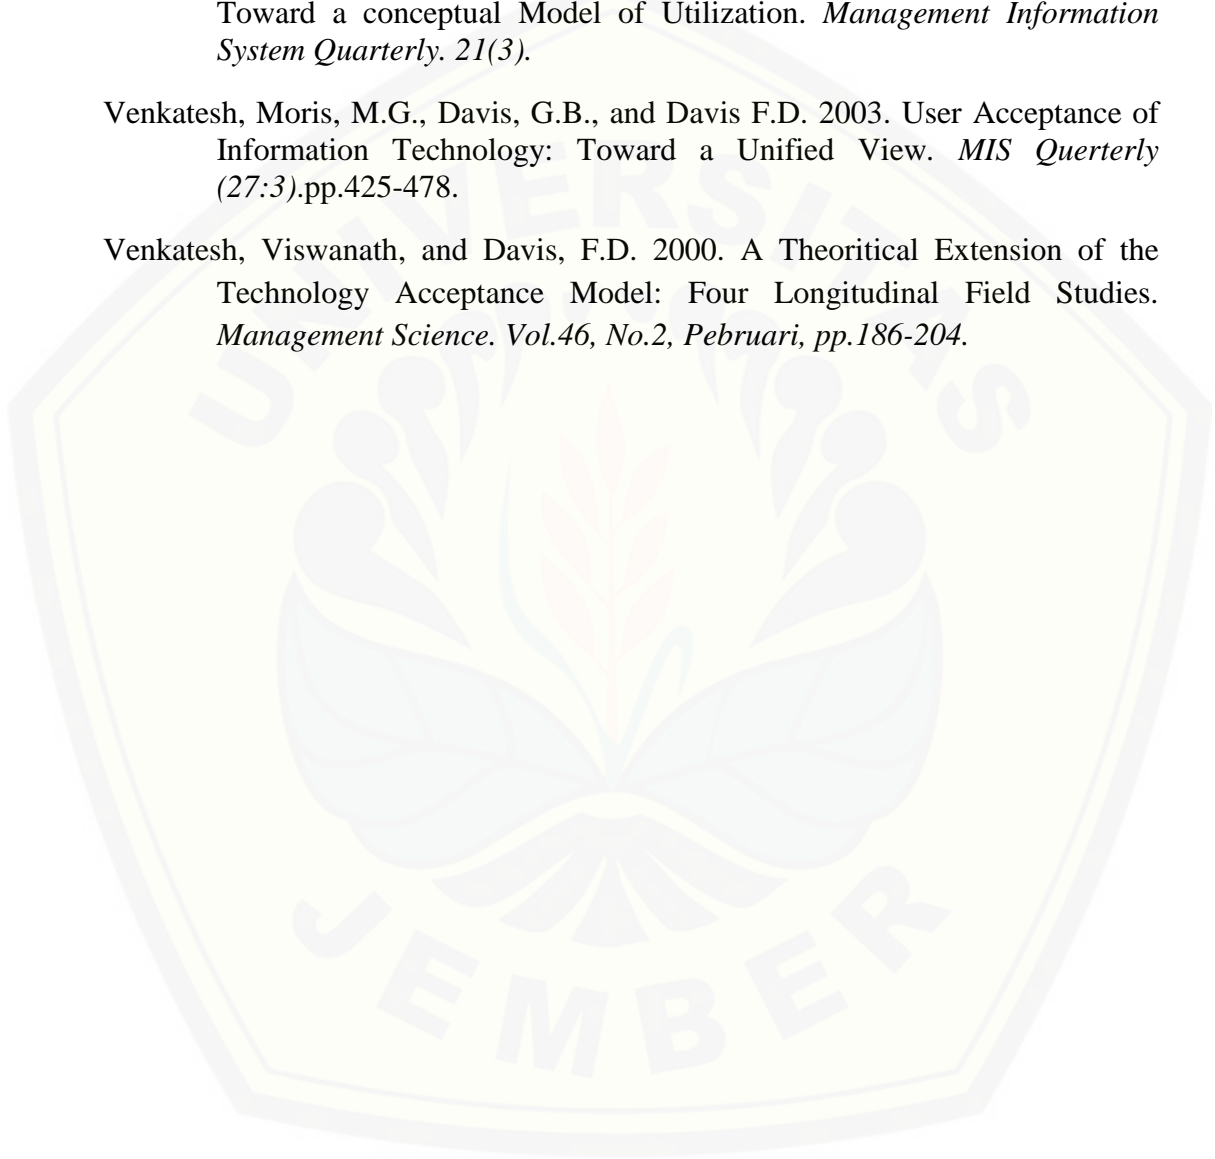 Toward a conceptual Model of Utilization. Management Information
System Quarterly. 21(3).
Venkatesh, Moris, M.G., Davis, G.B., and Davis F.D. 2003. User Acceptance of
Information Technology: Toward a Unified View. MIS Querterly
(27:3).pp.425-478.
Venkatesh, Viswanath, and Davis, F.D. 2000. A Theoritical Extension of the
Technology Acceptance Model: Four Longitudinal Field Studies.
Management Science. Vol.46, No.2, Pebruari, pp.186-204.
UNIVERSITAS
JEMBER